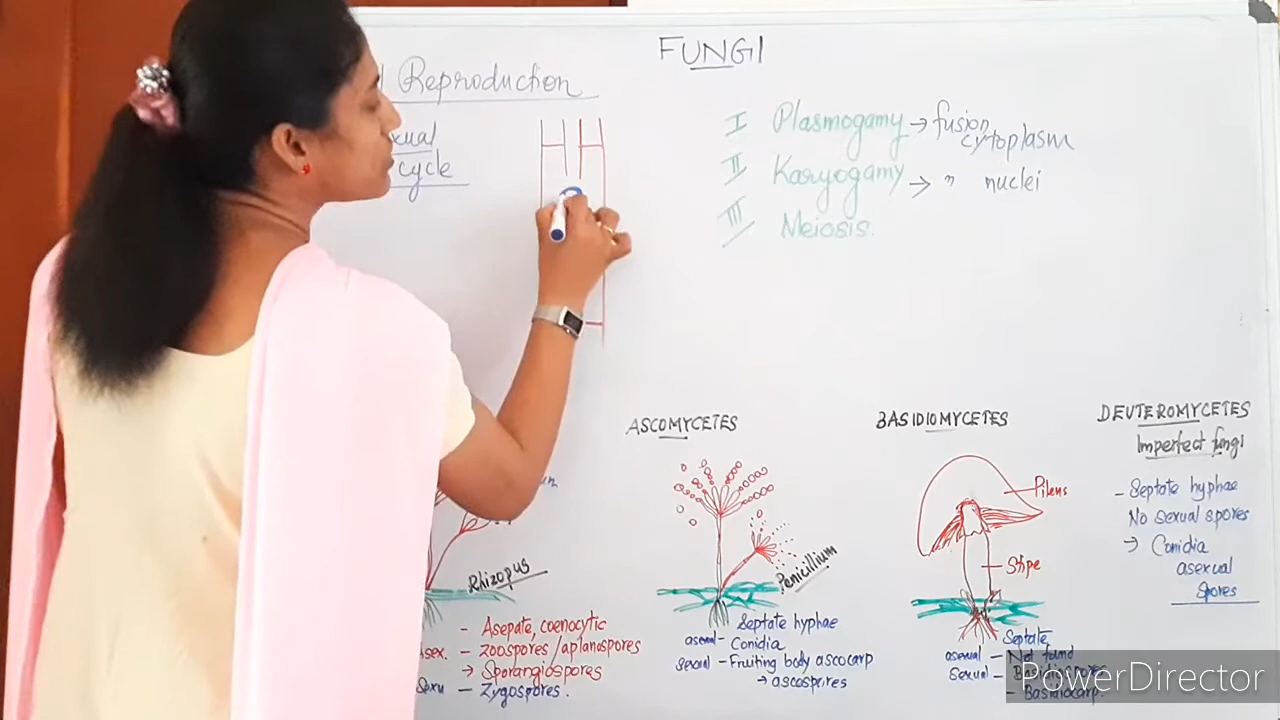 FUNGI
Reproduction
cycle
I Plasmogamy → fusion
cytoplasm
II Karyogamy → " nuclei
III Meiosis.
ASCOMYCETES
BASIDIOMYCETES
DEUTEROMYCETES
Imperfect fungi
Pileus
Stipe
- Septate hyphae
No sexual spores
→ Conidia
asexual
spores
Rhizopus
Penicillium
- Asepate, coenocytic
- Zoospores/aplanospores
→ Sporangiospores
- Zygospores.
Septate hyphae
asexual - Conidia
sexual - Fruiting body ascocarp
→ ascospores
Septate,
asexual - Not found
Sexual - Basidiospores
- Basidiocarp.
PowerDirector